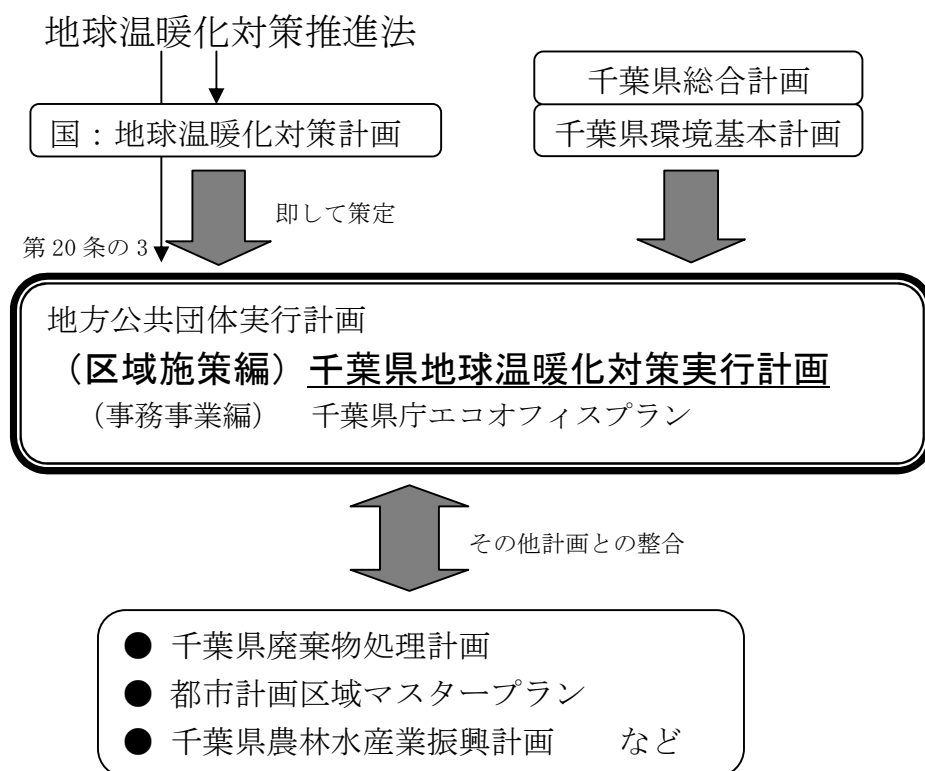 地球温暖化対策推進法
千葉県総合計画
国：地球温暖化対策計画
千葉県環境基本計画
即して策定
第20条の3
地方公共団体実行計画
（区域施策編）千葉県地球温暖化対策実行計画
（事務事業編）　千葉県庁エコオフィスプラン
その他計画との整合
● 千葉県廃棄物処理計画
● 都市計画区域マスタープラン
● 千葉県農林水産業振興計画　　など